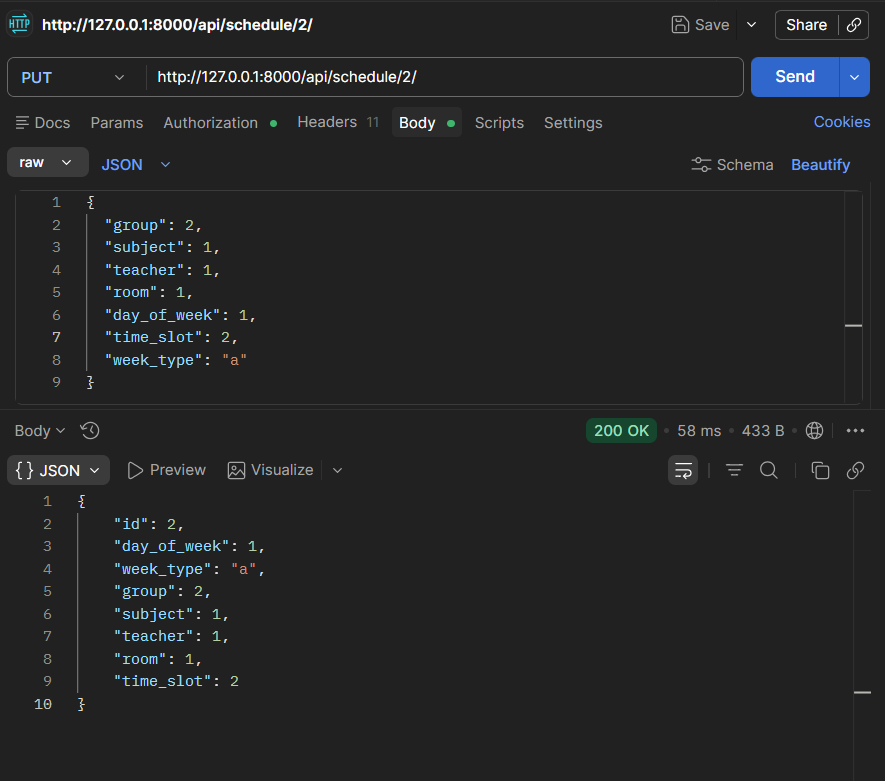 HTTP http://127.0.0.1:8000/api/schedule/2/ Save Share
PUT http://127.0.0.1:8000/api/schedule/2/ Send
Docs Params Authorization Headers 11 Body Scripts Settings Cookies
raw JSON Schema Beautify
1 {
2 "group": 2,
3 "subject": 1,
4 "teacher": 1,
5 "room": 1,
6 "day_of_week": 1,
7 "time_slot": 2,
8 "week_type": "a"
9 }
Body 200 OK • 58 ms • 433 B •
{} JSON Preview Visualize
1 {
2 "id": 2,
3 "day_of_week": 1,
4 "week_type": "a",
5 "group": 2,
6 "subject": 1,
7 "teacher": 1,
8 "room": 1,
9 "time_slot": 2
10 }